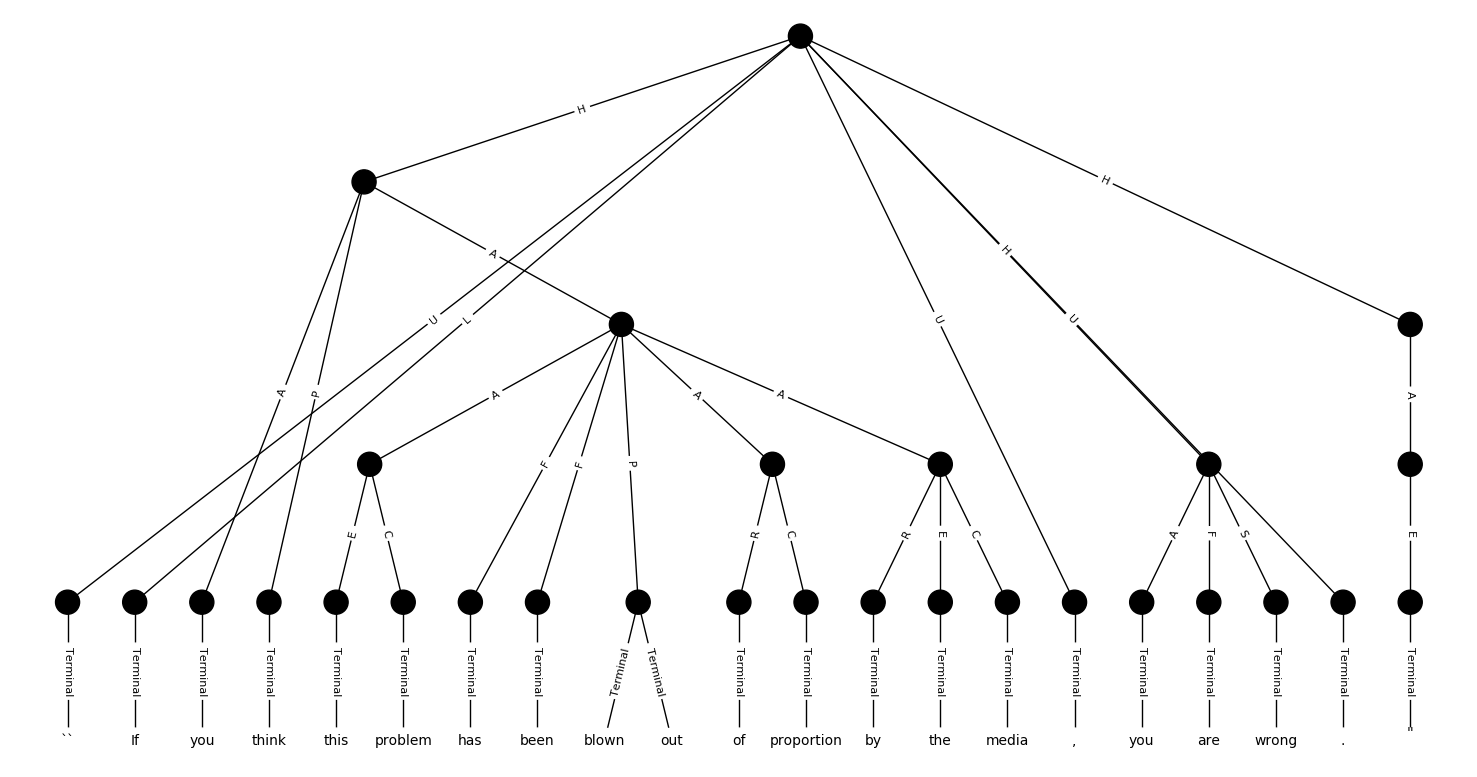 H
H
H
A
U
L
U
U
A
P
A
A
A
A
F
F
P
E
C
R
C
R
E
C
A
F
S
E
Terminal Terminal Terminal Terminal Terminal Terminal Terminal Terminal Terminal Terminal Terminal Terminal Terminal Terminal Terminal Terminal Terminal Terminal Terminal Terminal Terminal
`` If you think this problem has been blown out of proportion by the media , you are wrong . "